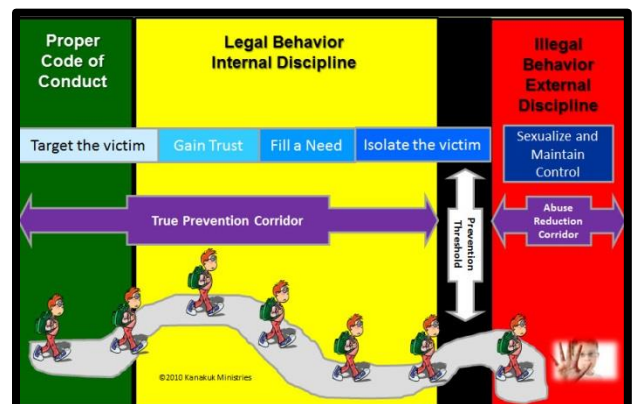 Proper
Code of
Conduct
Legal Behavior
Internal Discipline
Illegal
Behavior
External
Discipline
Target the victim
Gain Trust
Fill a Need
Isolate the victim
Sexualize and
Maintain
Control
True Prevention Corridor
Prevention
Threshold
Abuse
Reduction
Corridor
©2010 Kanakuk Ministries